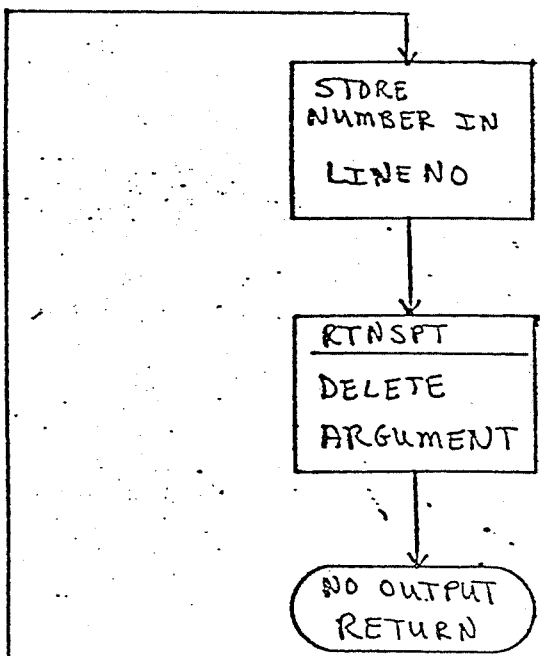 STORE
NUMBER IN
LINE NO
RTNSPT
DELETE
ARGUMENT
NO OUTPUT
RETURN